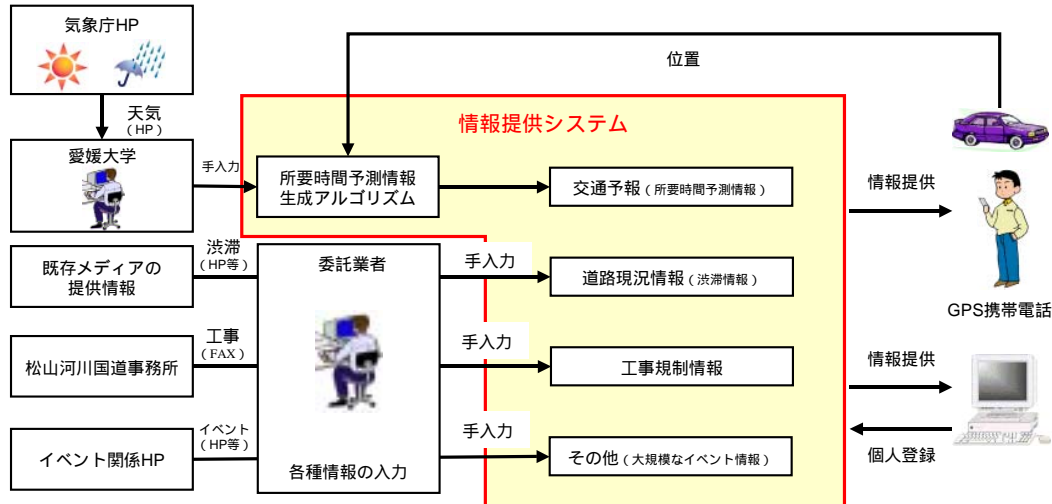 気象庁HP
位置
天気
(HP)
情報提供システム
愛媛大学
手入力
所要時間予測情報
生成アルゴリズム
交通予報(所要時間予測情報)
情報提供
渋滞
(HP等)
既存メディアの
提供情報
委託業者
手入力
道路現況情報(渋滞情報)
GPS携帯電話
工事
(FAX)
松山河川国道事務所
手入力
工事規制情報
情報提供
イベント
(HP等)
イベント関係HP
各種情報の入力
手入力
その他(大規模なイベント情報)
個人登録